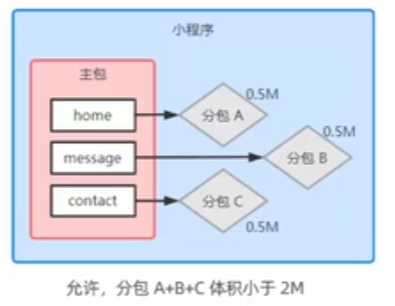 小程序
主包
home
0.5M
分包 A
0.5M
message
分包 B
contact
分包 C
0.5M
允许，分包 A+B+C 体积小于 2M